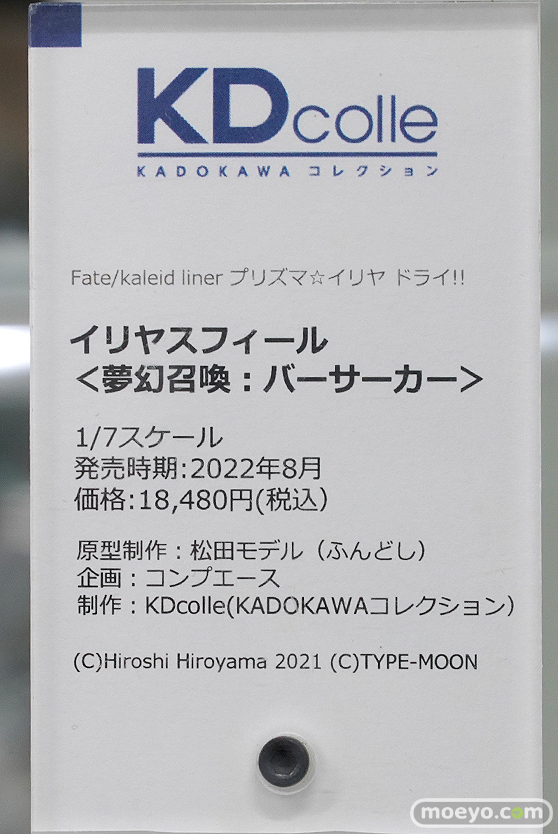 KDcolle
KADOKAWA コレクション
Fate/kaleid liner プリズマ☆イリヤ ドライ!!
イリヤスフィール
＜夢幻召喚：バーサーカー＞
1/7スケール
発売時期:2022年8月
価格:18,480円(税込)
原型制作：松田モデル（ふんどし）
企画：コンプエース
制作：KDcolle(KADOKAWAコレクション）
(C)Hiroshi Hiroyama 2021 (C)TYPE-MOON
moeyo.com